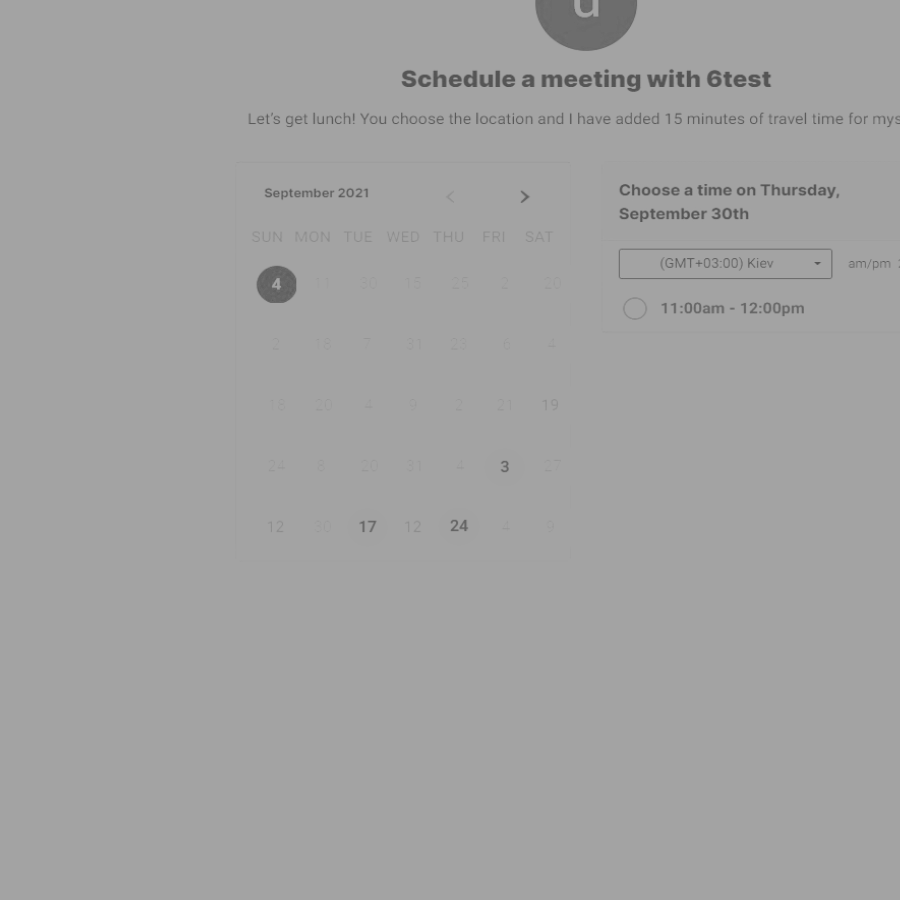 u
Schedule a meeting with 6test
Let's get lunch! You choose the location and I have added 15 minutes of travel time for mys
September 2021
SUN MON TUE WED THU FRI SAT
4 11 30 15 25 2 20
2 18 7 31 23 6 4
16 20 4 9 2 21 19
24 8 20 31 4 3 27
12 30 17 12 24 4 9
Choose a time on Thursday,
September 30th
(GMT+03:00) Kiev
am/pm
11:00am - 12:00pm